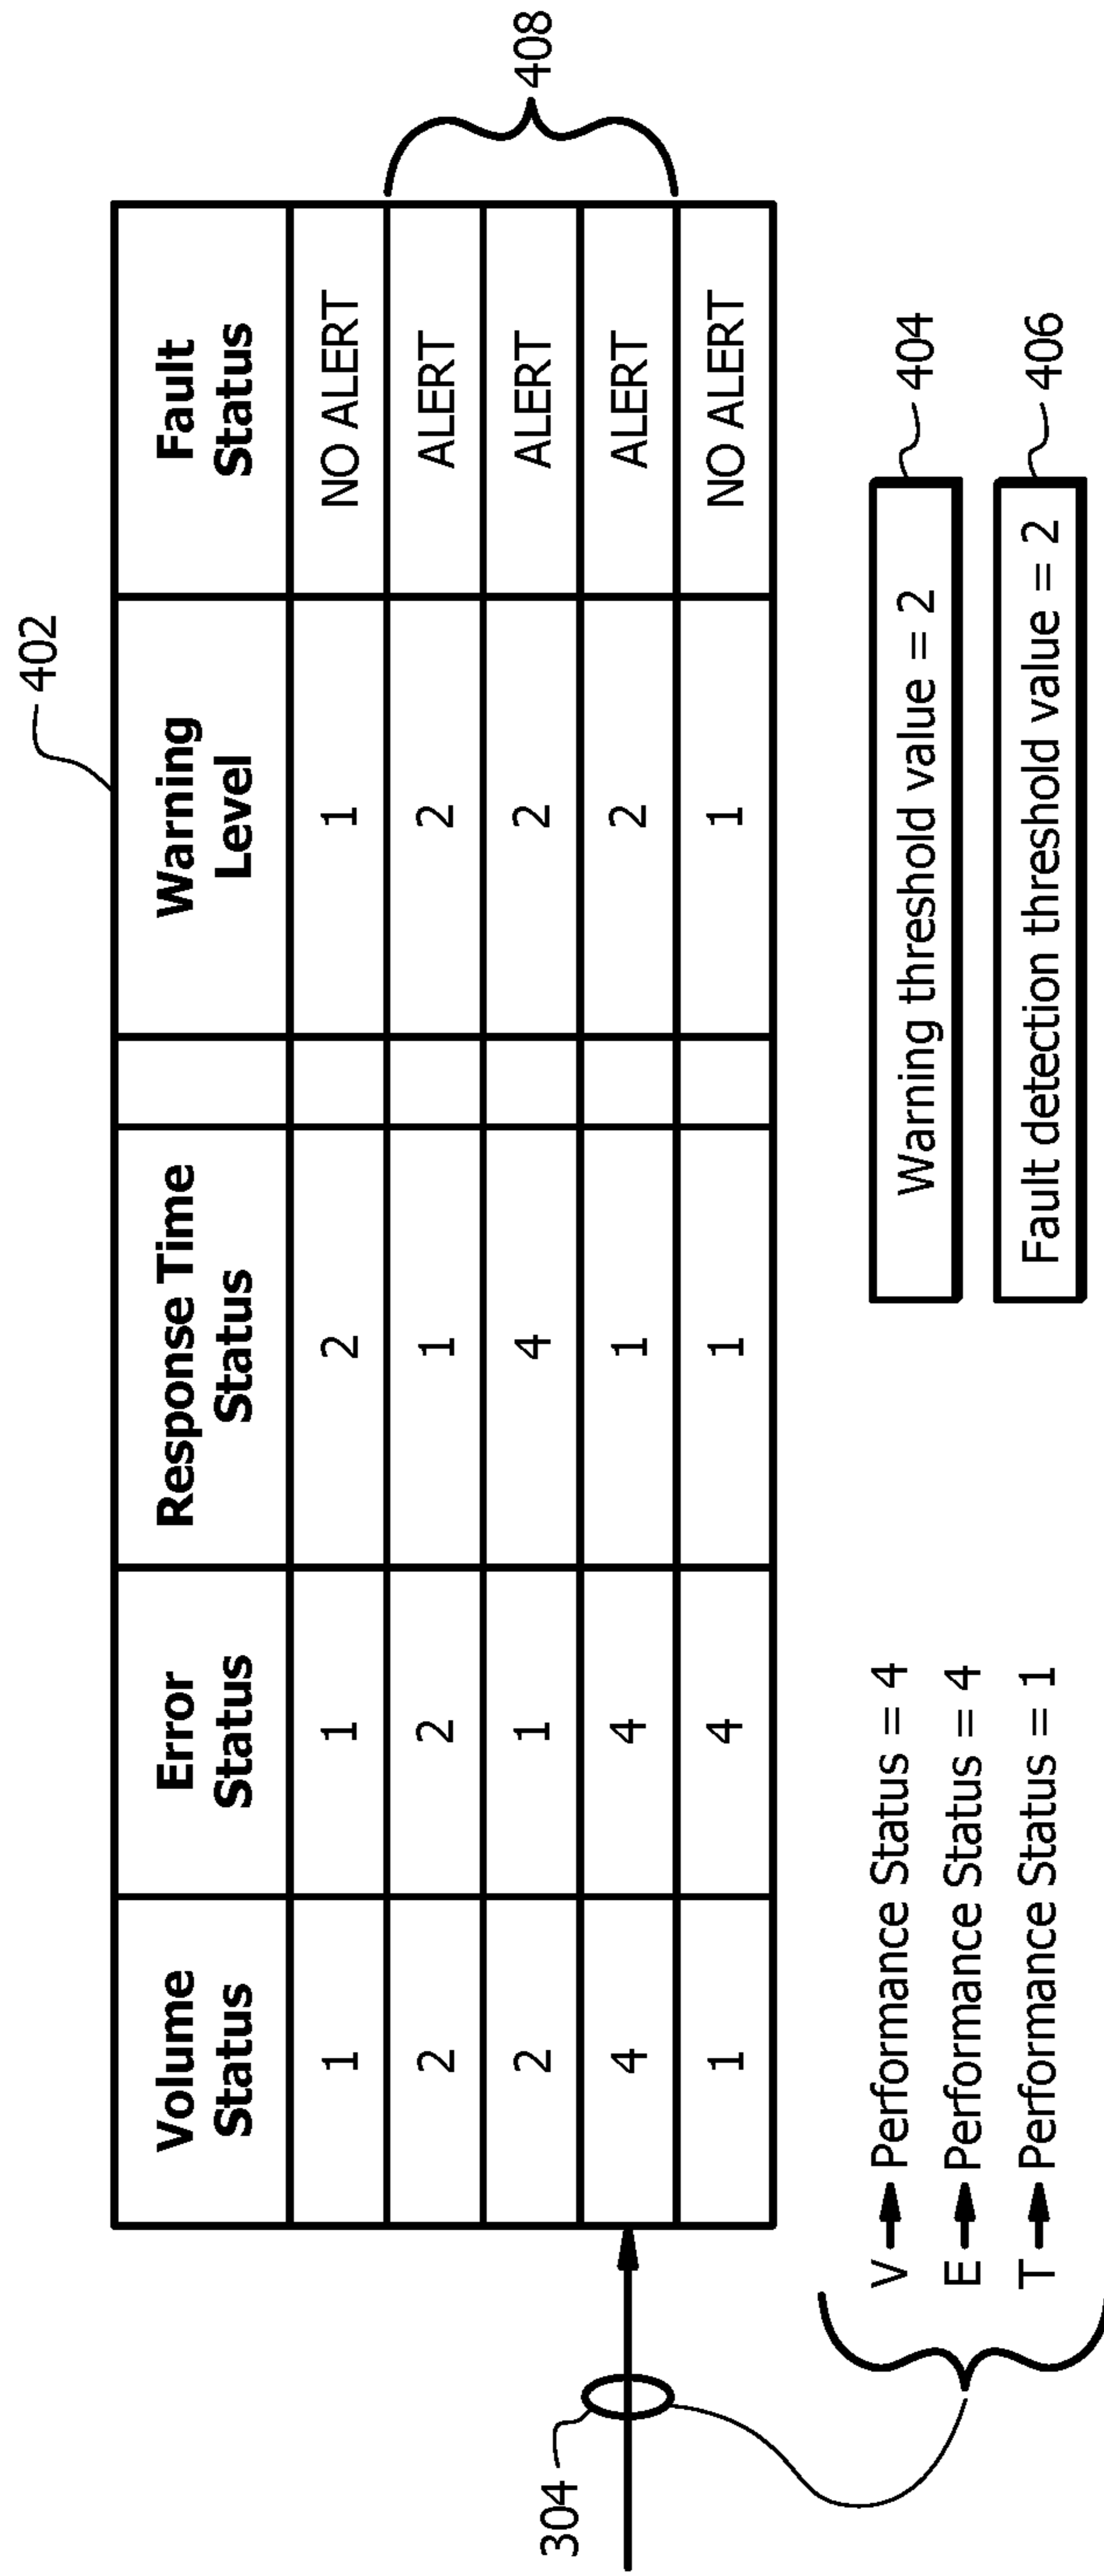 402
Volume Status Error Status Response Time Status Warning Level Fault Status
1 1 2 1 NO ALERT
2 2 1 2 ALERT
2 1 4 2 ALERT
4 4 1 2 ALERT
1 4 1 1 NO ALERT
408
304
V Performance Status = 4
E Performance Status = 4
T Performance Status = 1
Warning threshold value = 2
404
Fault detection threshold value = 2
406